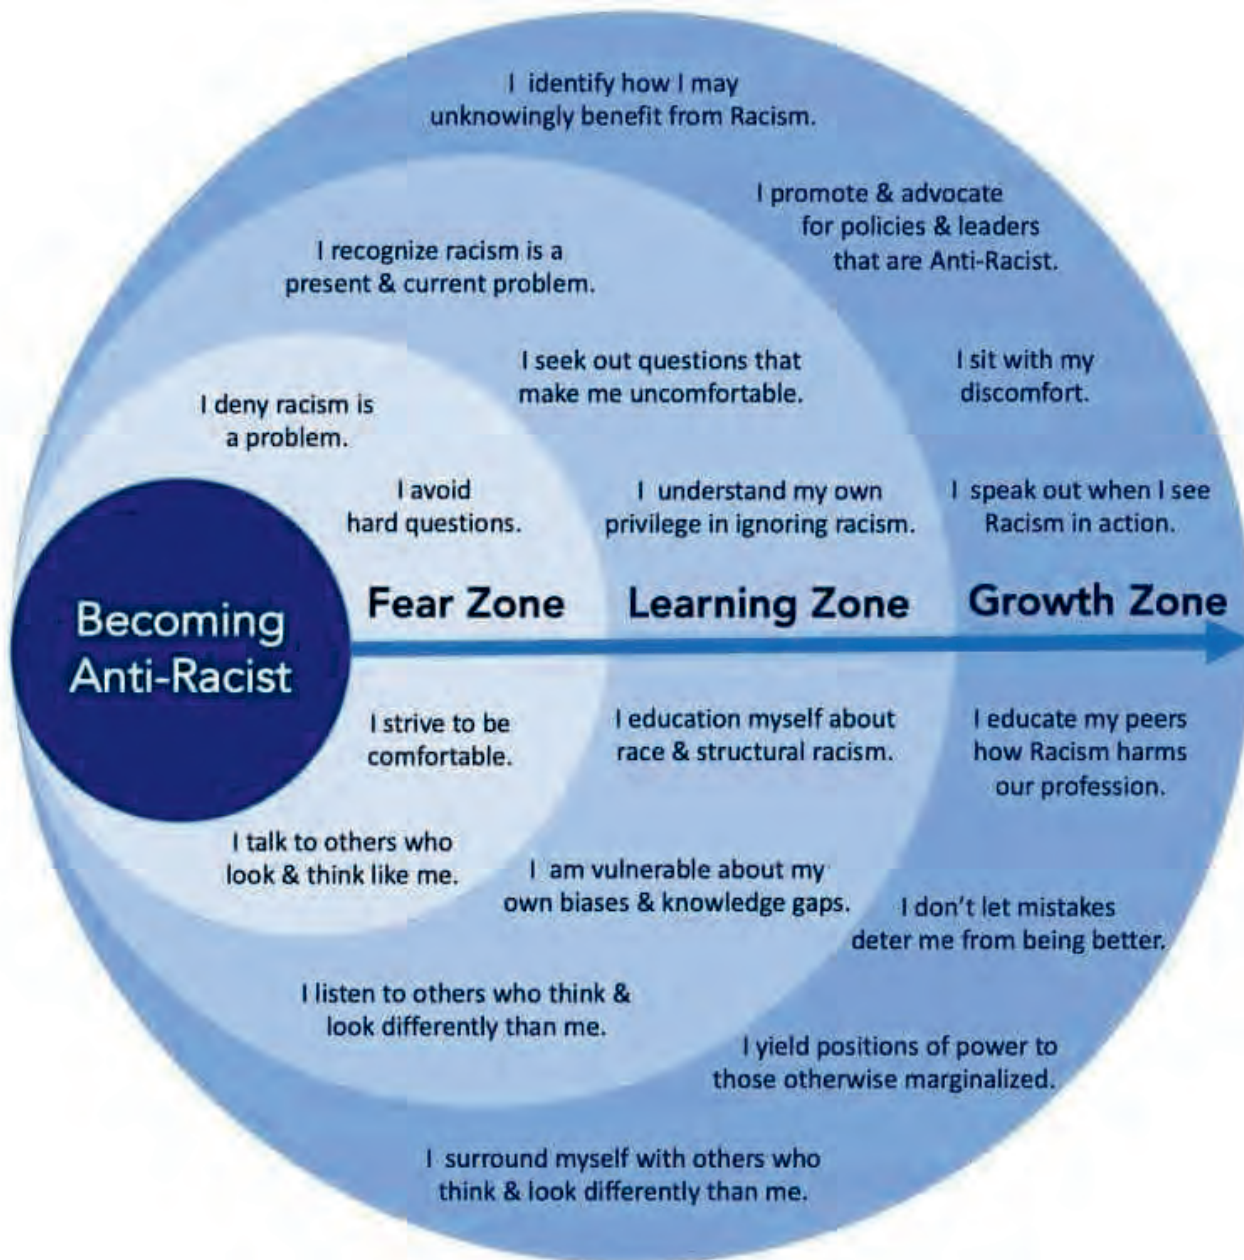 I identify how I may
unknowingly benefit from Racism.
I promote & advocate
for policies & leaders
that are Anti-Racist.
I recognize racism is a
present & current problem.
I seek out questions that
make me uncomfortable.
I sit with my
discomfort.
I deny racism is
a problem.
I avoid
hard questions.
I understand my own
privilege in ignoring racism.
I speak out when I see
Racism in action.
Becoming
Anti-Racist
Fear Zone
Learning Zone
Growth Zone
I strive to be
comfortable.
I education myself about
race & structural racism.
I educate my peers
how Racism harms
our profession.
I talk to others who
look & think like me.
I am vulnerable about my
own biases & knowledge gaps.
I don't let mistakes
deter me from being better.
I listen to others who think &
look differently than me.
I yield positions of power to
those otherwise marginalized.
I surround myself with others who
think & look differently than me.